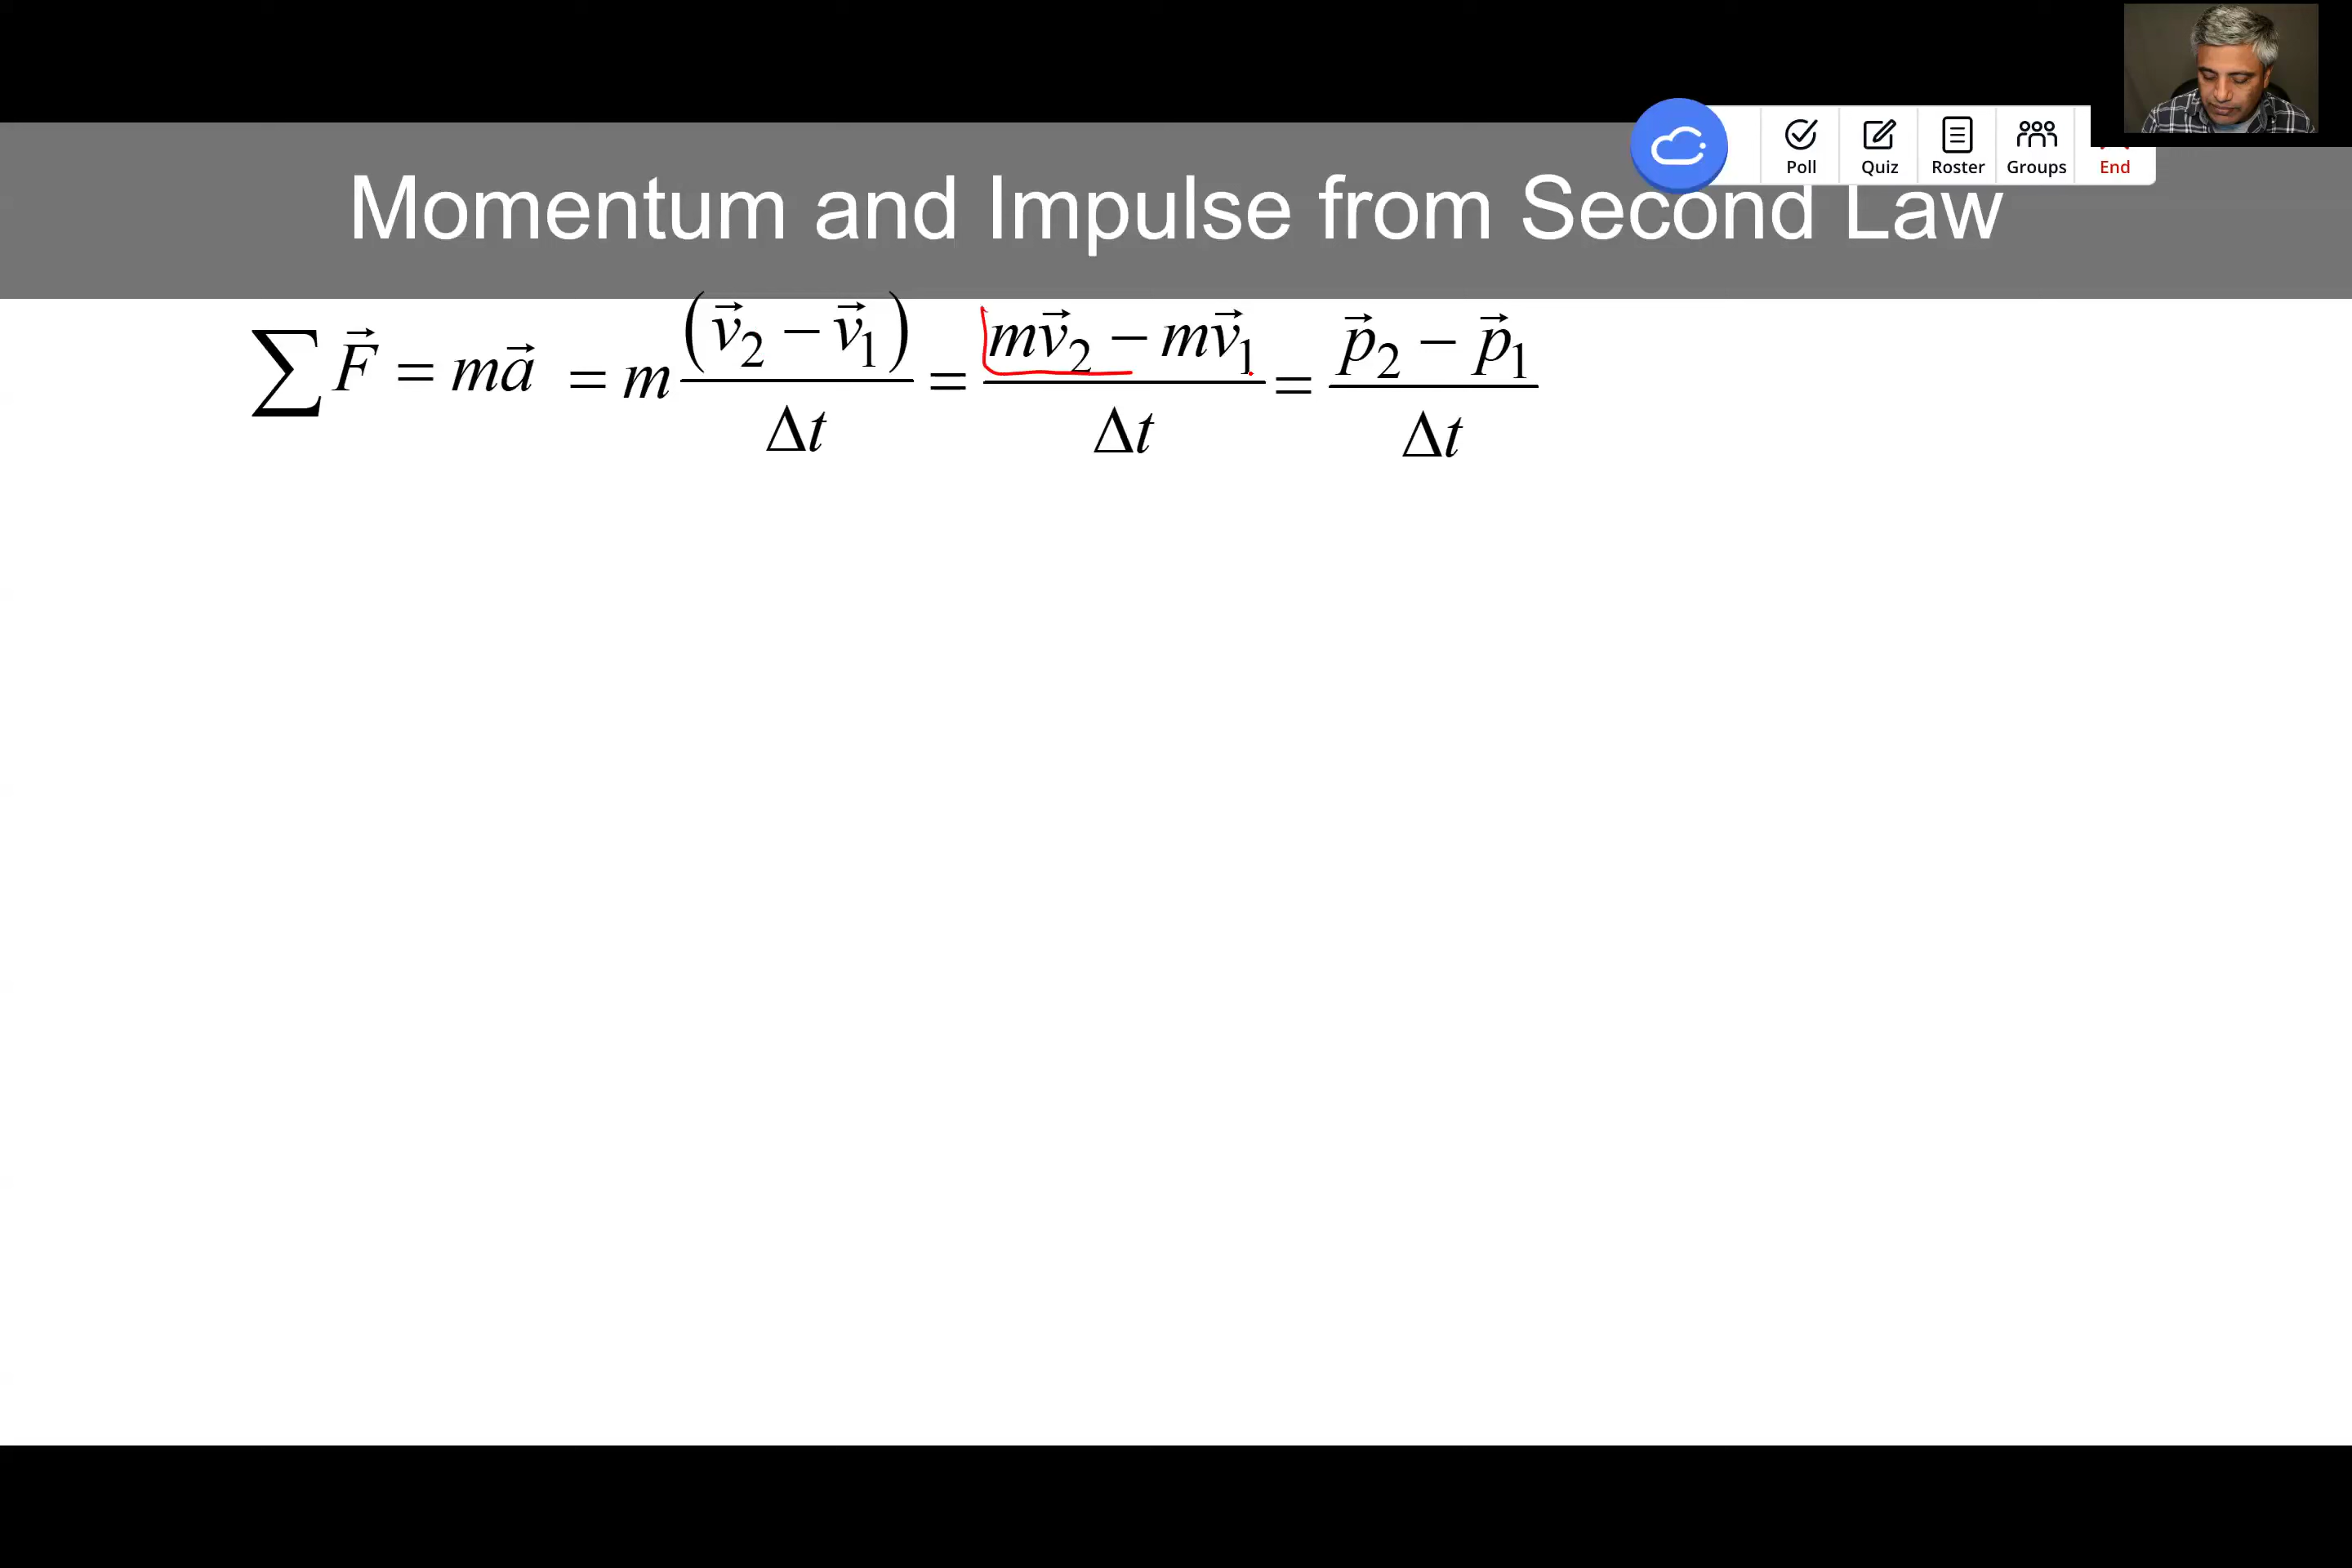 Poll Quiz Roster Groups End
Momentum and Impulse from Second Law
∑F⃗ = ma⃗ = m (v⃗₂ − v⃗₁)/Δt = (mv⃗₂ − mv⃗₁)/Δt = (p⃗₂ − p⃗₁)/Δt